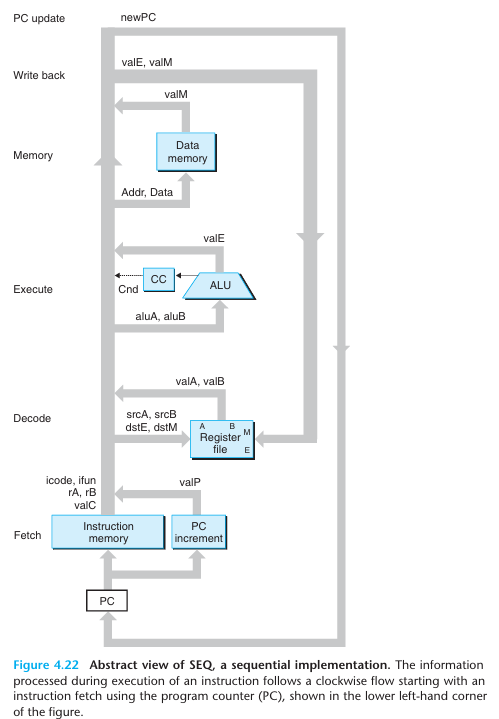 PC update
newPC
valE, valM
Write back
valM
Data
memory
Memory
Addr, Data
valE
CC
ALU
Execute
Cnd
aluA, aluB
valA, valB
Decode
srcA, srcB
dstE, dstM
A B
M
Register
file
E
icode, ifun
rA, rB
valC
valP
Fetch
Instruction
memory
PC
increment
PC
Figure 4.22 Abstract view of SEQ, a sequential implementation. The information
processed during execution of an instruction follows a clockwise flow starting with an
instruction fetch using the program counter (PC), shown in the lower left-hand corner
of the figure.